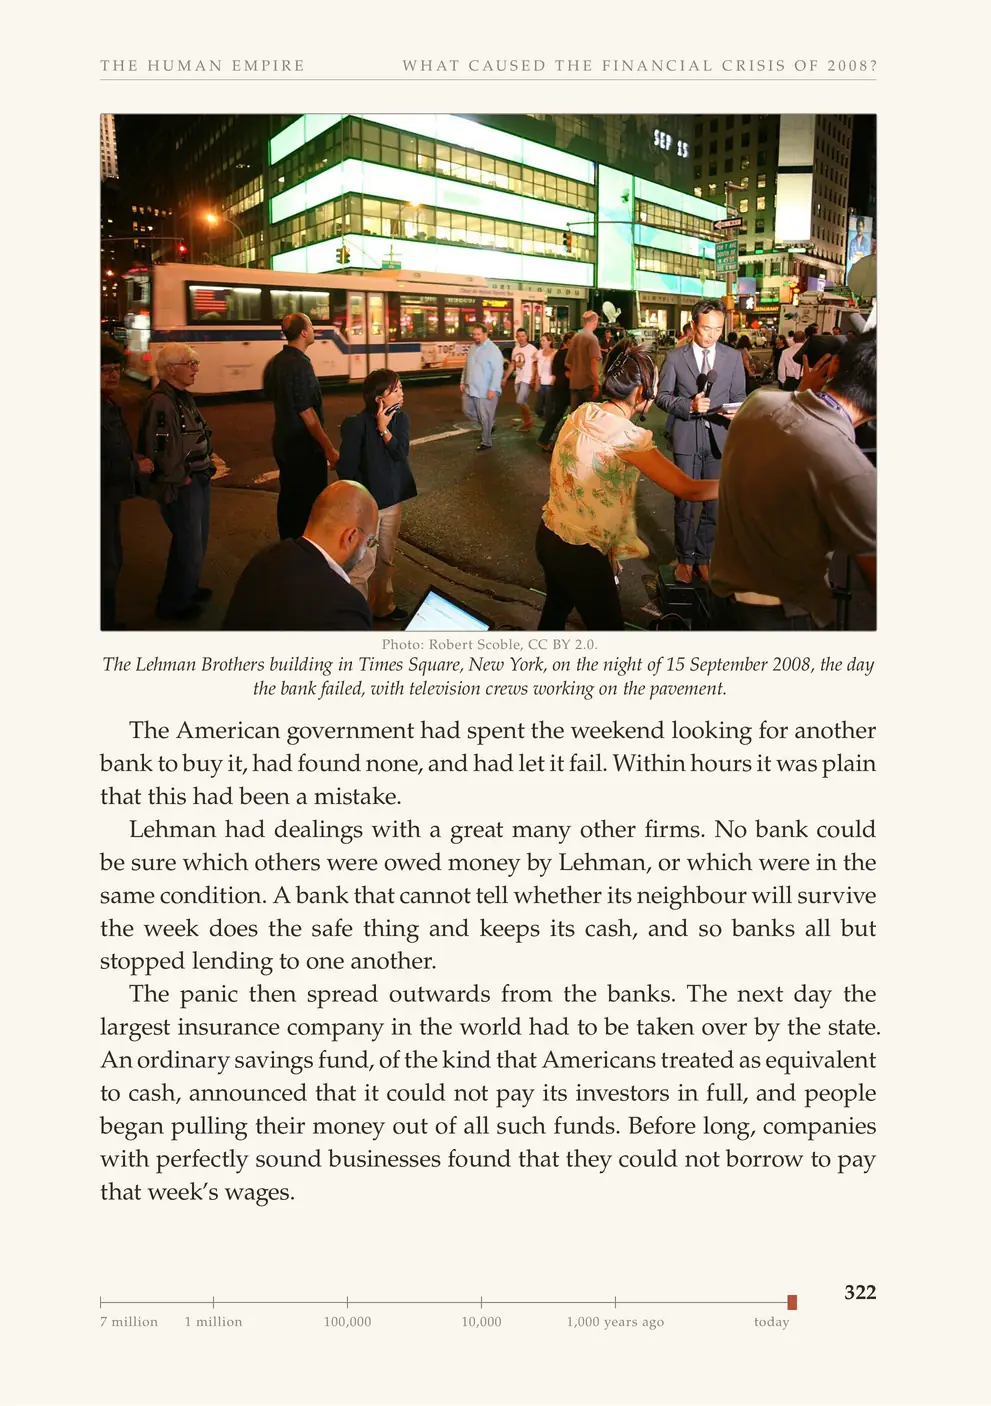 THE HUMAN EMPIRE
WHAT CAUSED THE FINANCIAL CRISIS OF 2008?
SEP 15
Photo: Robert Scoble, CC BY 2.0.
The Lehman Brothers building in Times Square, New York, on the night of 15 September 2008, the day
the bank failed, with television crews working on the pavement.
The American government had spent the weekend looking for another
bank to buy it, had found none, and had let it fail. Within hours it was plain
that this had been a mistake.
Lehman had dealings with a great many other firms. No bank could
be sure which others were owed money by Lehman, or which were in the
same condition. A bank that cannot tell whether its neighbour will survive
the week does the safe thing and keeps its cash, and so banks all but
stopped lending to one another.
The panic then spread outwards from the banks. The next day the
largest insurance company in the world had to be taken over by the state.
An ordinary savings fund, of the kind that Americans treated as equivalent
to cash, announced that it could not pay its investors in full, and people
began pulling their money out of all such funds. Before long, companies
with perfectly sound businesses found that they could not borrow to pay
that week's wages.
322
7 million
1 million
100,000
10,000
1,000 years ago
today